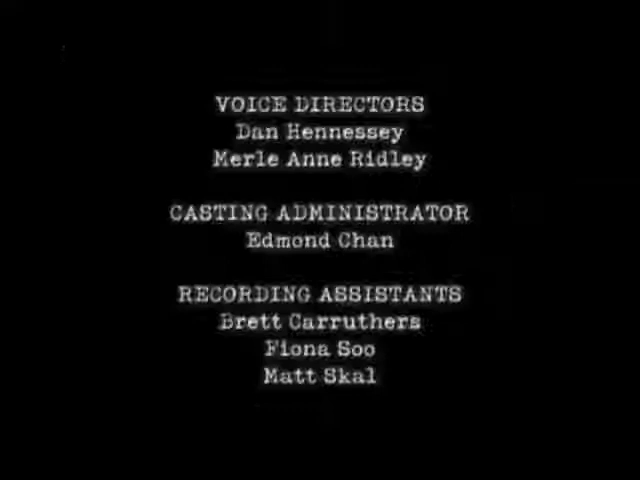 VOICE DIRECTORS
Dan Hennessey
Merle Anne Ridley
CASTING ADMINISTRATOR
Edmond Chan
RECORDING ASSISTANTS
Brett Carruthers
Fiona Soo
Matt Skal